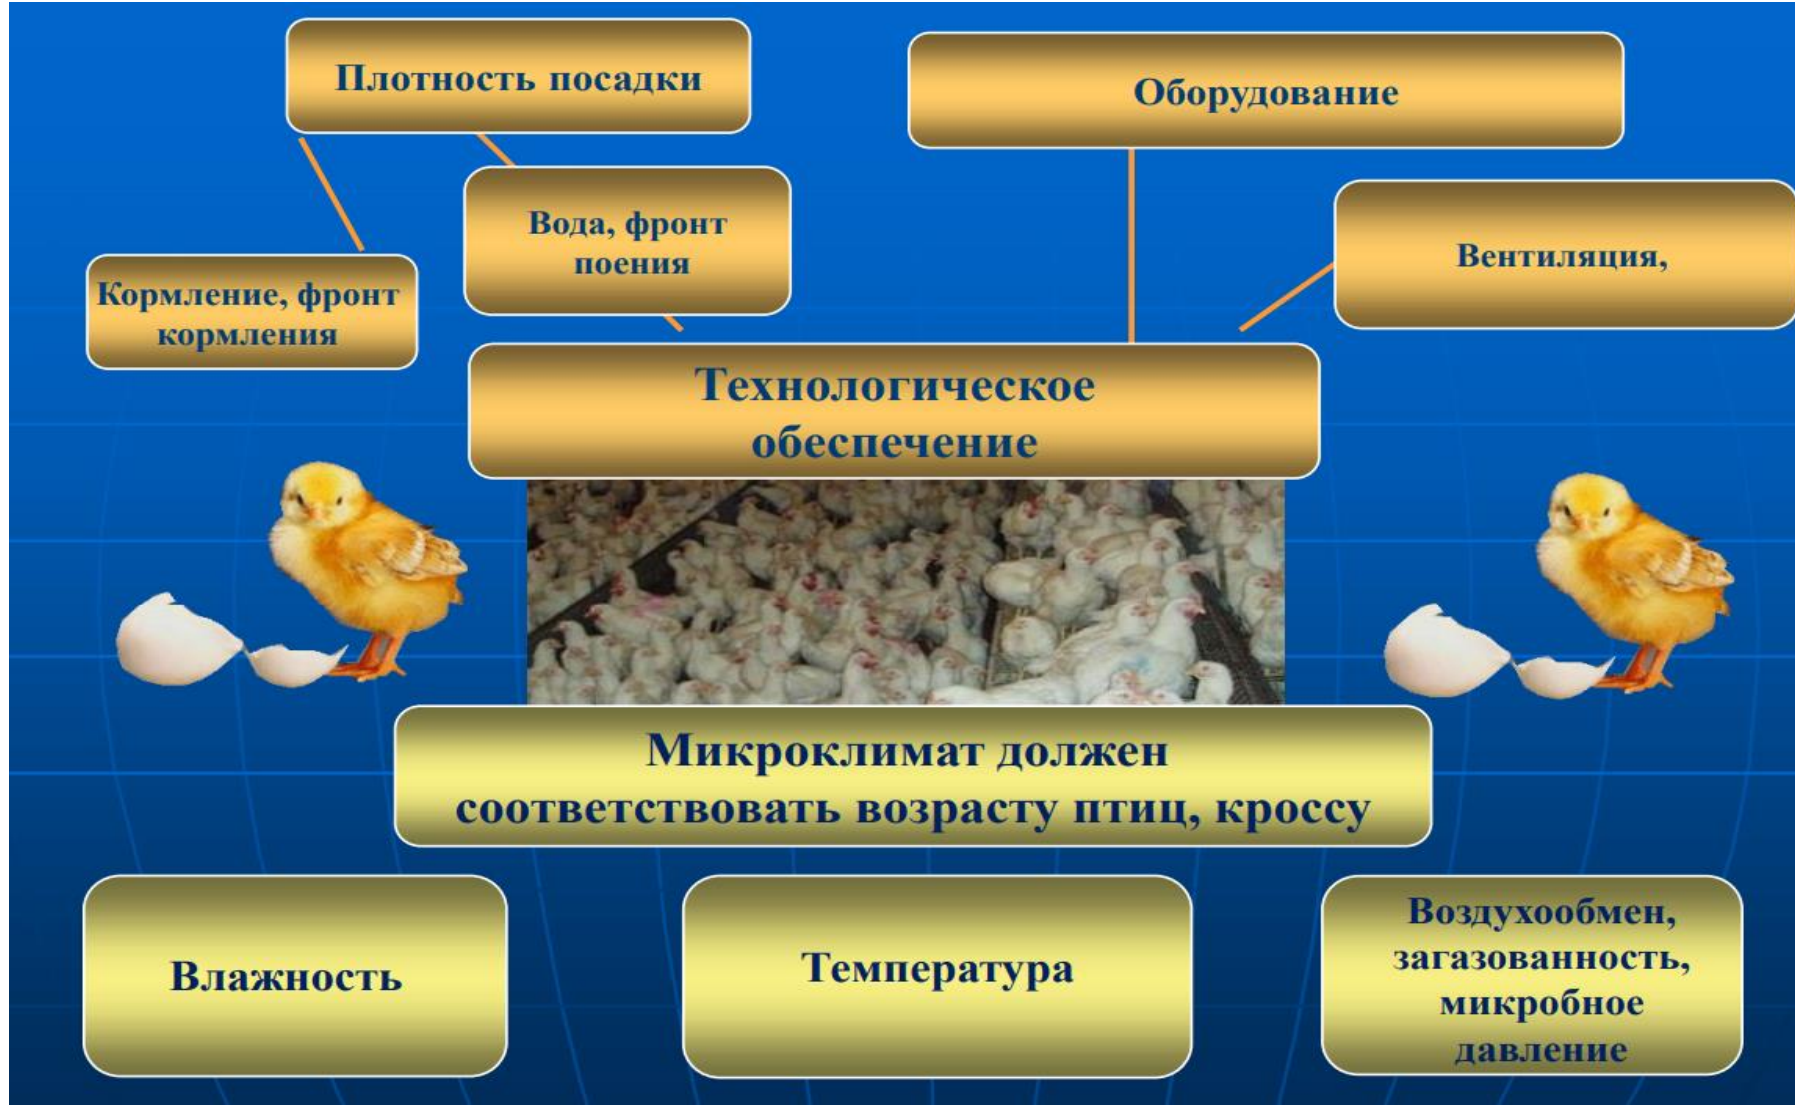 Плотность посадки
Оборудование
Вода, фронт
поения
Вентиляция,
Кормление, фронт
кормления
Технологическое
обеспечение
Микроклимат должен
соответствовать возрасту птиц, кроссу
Влажность
Температура
Воздухообмен,
загазованность,
микробное
давление